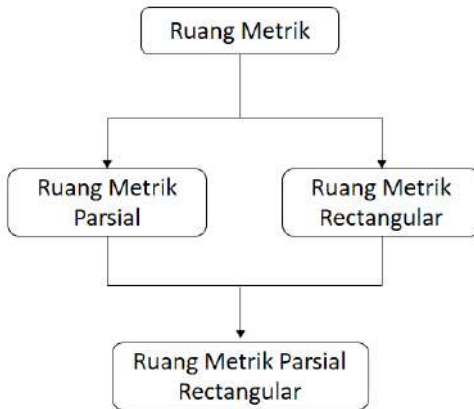 Ruang Metrik
Ruang Metrik
Parsial
Ruang Metrik
Rectangular
Ruang Metrik Parsial
Rectangular